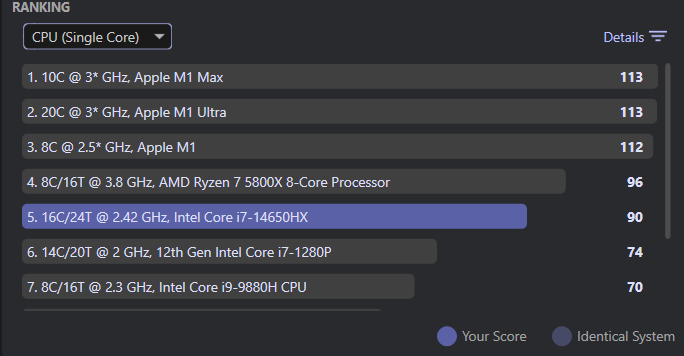 RANKING
CPU (Single Core)
Details
1. 10C @ 3* GHz, Apple M1 Max 113
2. 20C @ 3* GHz, Apple M1 Ultra 113
3. 8C @ 2.5* GHz, Apple M1 112
4. 8C/16T @ 3.8 GHz, AMD Ryzen 7 5800X 8-Core Processor 96
5. 16C/24T @ 2.42 GHz, Intel Core i7-14650HX 90
6. 14C/20T @ 2 GHz, 12th Gen Intel Core i7-1280P 74
7. 8C/16T @ 2.3 GHz, Intel Core i9-9880H CPU 70
Your Score
Identical System